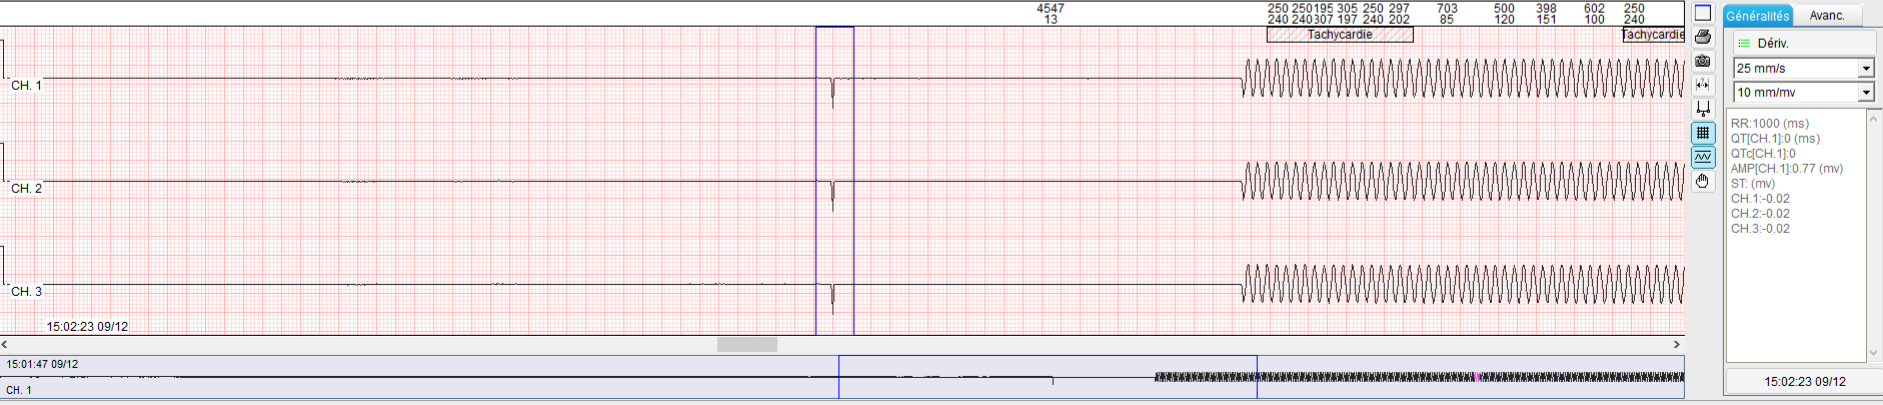 4547 250 250 195 305 250 297 703 500 398 602 250
13 240 240 307 197 240 202 85 120 151 100 240
Tachycardie Tachycardie
CH. 1
CH. 2
CH. 3
15:02:23 09/12
15:01:47 09/12
CH. 1
Généralités Avanc.
Dériv.
25 mm/s
10 mm/mv
RR:1000 (ms)
QT[CH.1]:0 (ms)
QTc[CH.1]:0
AMP[CH.1]:0.77 (mv)
ST: (mv)
CH.1:-0.02
CH.2:-0.02
CH.3:-0.02
15:02:23 09/12